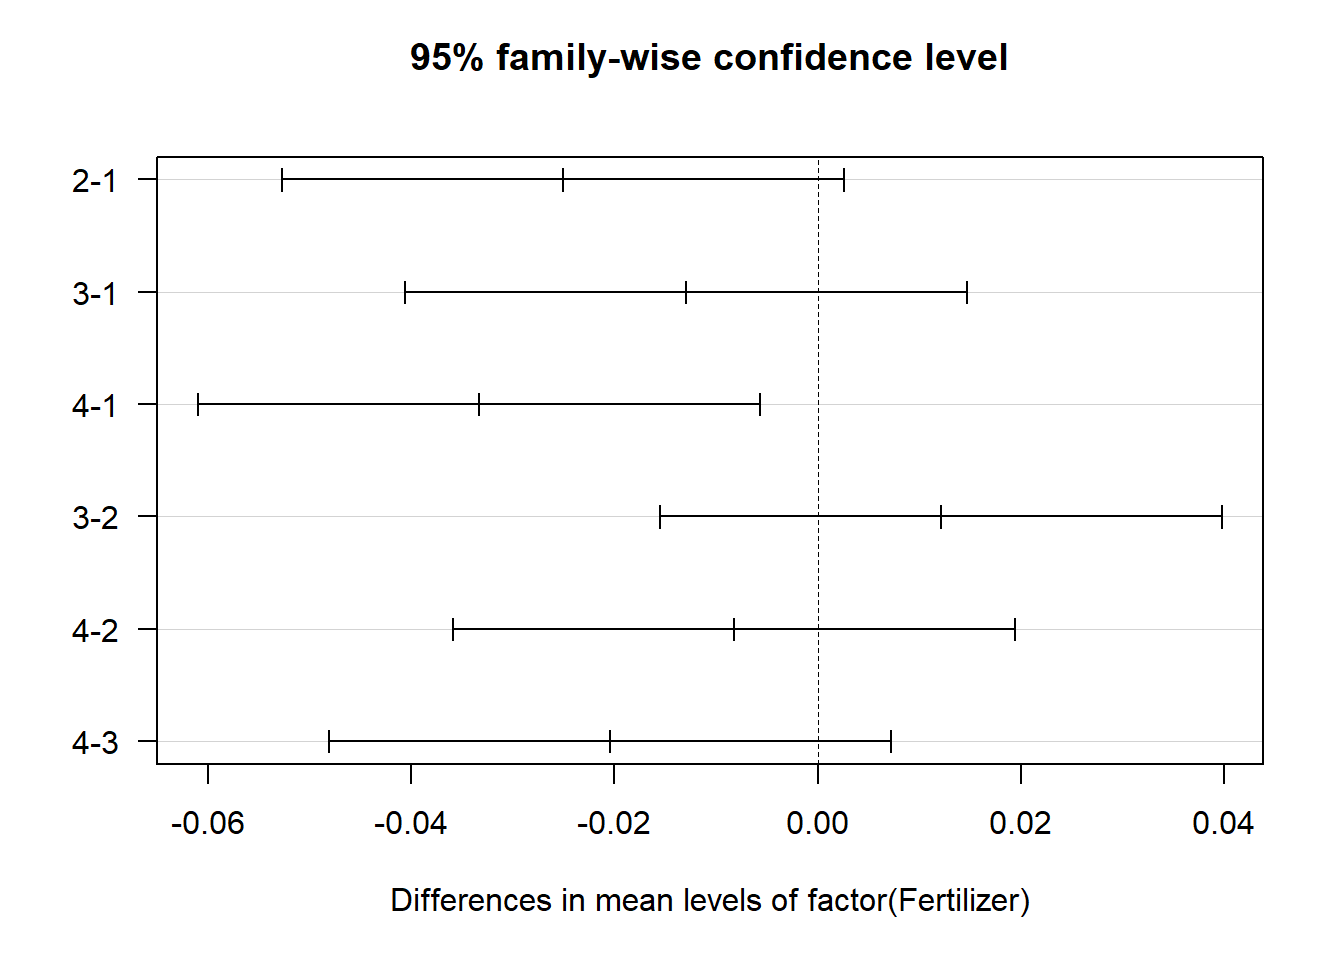 95% family-wise confidence level
2-1
3-1
4-1
3-2
4-2
4-3
-0.06 -0.04 -0.02 0.00 0.02 0.04
Differences in mean levels of factor(Fertilizer)